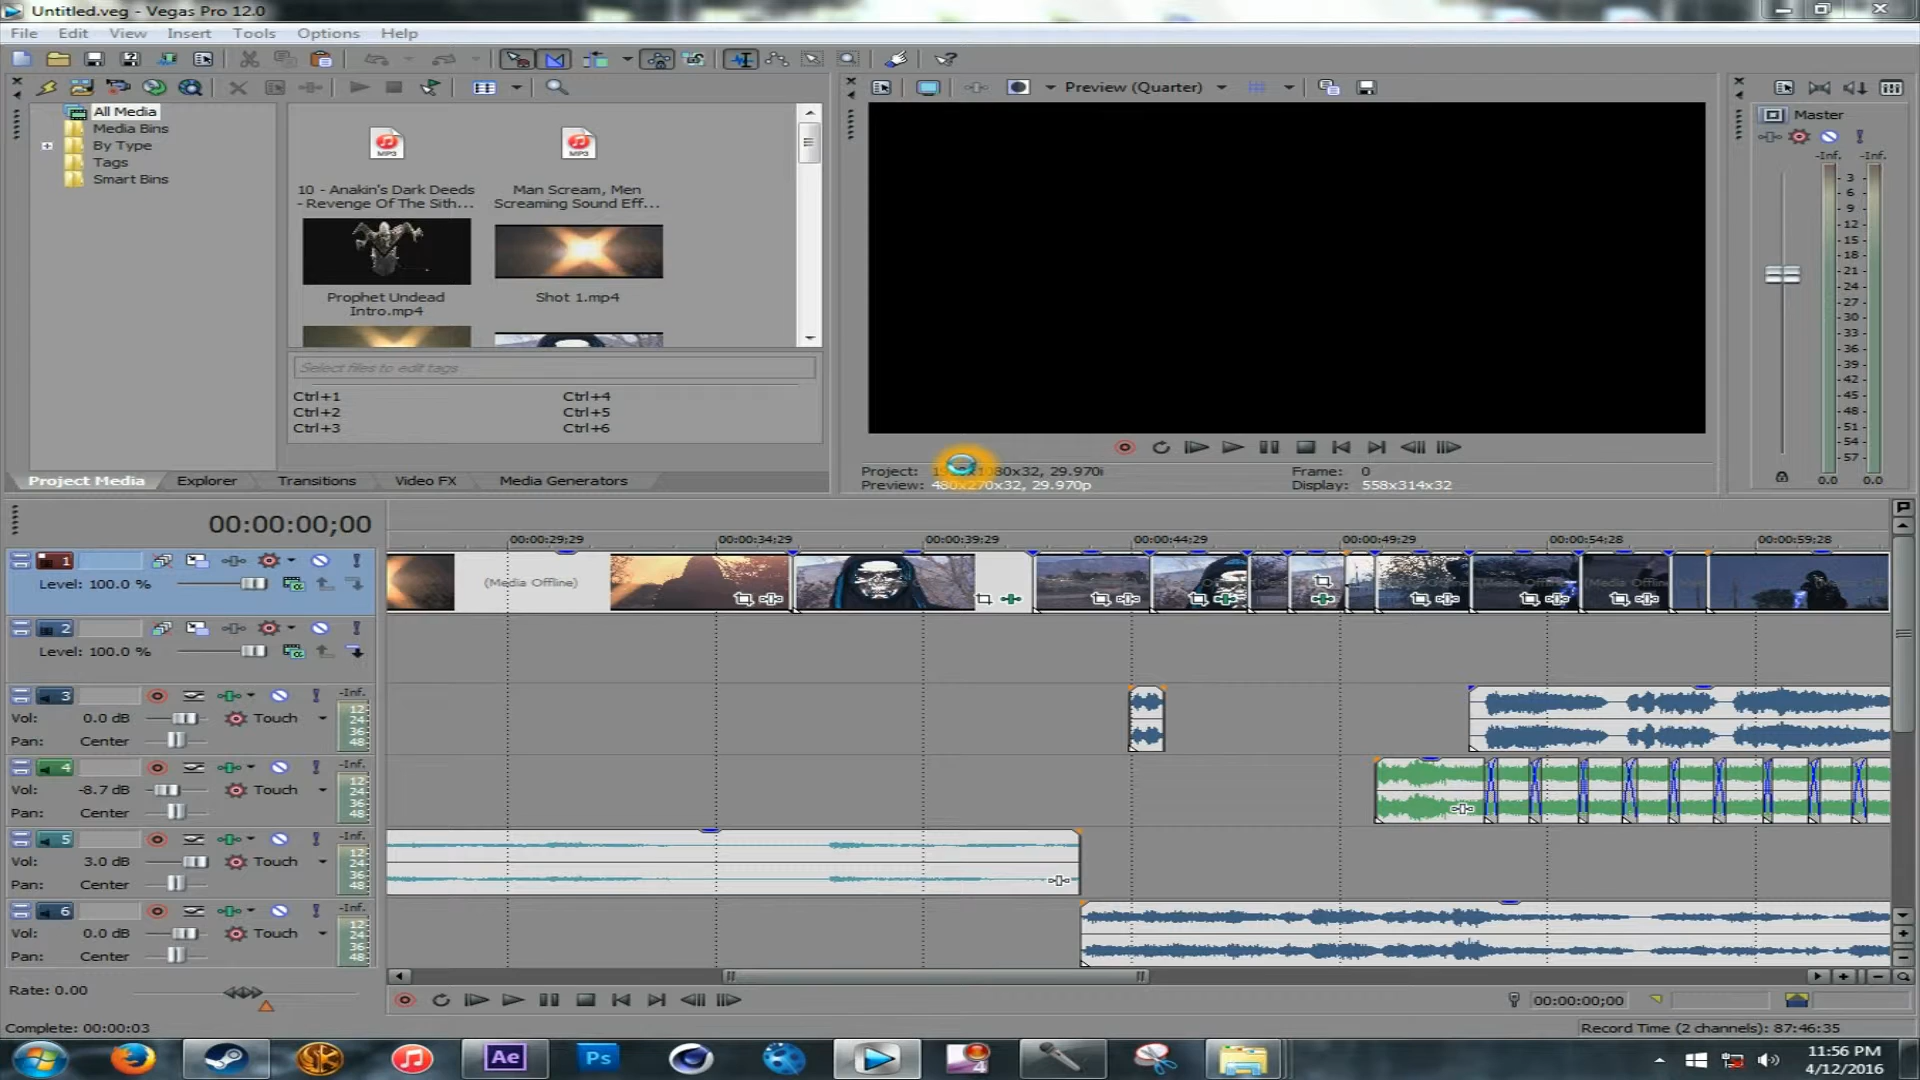 Untitled.veg - Vegas Pro 12.0
File Edit View Insert Tools Options Help
Preview (Quarter)
All Media
Media Bins
By Type
Tags
Smart Bins
MP3
MP3
10 - Anakin's Dark Deeds
- Revenge Of The Sith...
Man Scream, Men
Screaming Sound Eff...
Prophet Undead
Intro.mp4
Shot 1.mp4
Select files to edit tags
Ctrl+1 Ctrl+4
Ctrl+2 Ctrl+5
Ctrl+3 Ctrl+6
Project Media Explorer Transitions Video FX Media Generators
Project: 080x32, 29.970i Frame: 0
Preview: 480x270x32, 29.970p Display: 558x314x32
Master
-Inf. -Inf.
3
6
9
12
15
18
21
24
27
30
33
36
39
42
45
48
51
54
57
0.0 0.0
00:00:00;00
00:00:29;29 00:00:34;29 00:00:39;29 00:00:44;29 00:00:49;29 00:00:54;28 00:00:59;28
1
Level: 100.0 %
(Media Offline)
2
Level: 100.0 %
3 -Inf.
Vol: 0.0 dB Touch
Pan: Center
12
24
36
48
4 -Inf.
Vol: -8.7 dB Touch
Pan: Center
12
24
36
48
5 -Inf.
Vol: 3.0 dB Touch
Pan: Center
12
24
36
48
6 -Inf.
Vol: 0.0 dB Touch
Pan: Center
12
24
36
48
Rate: 0.00
00:00:00;00
Complete: 00:00:03
Record Time (2 channels): 87:46:35
Ae Ps 4
11:56 PM
4/12/2016